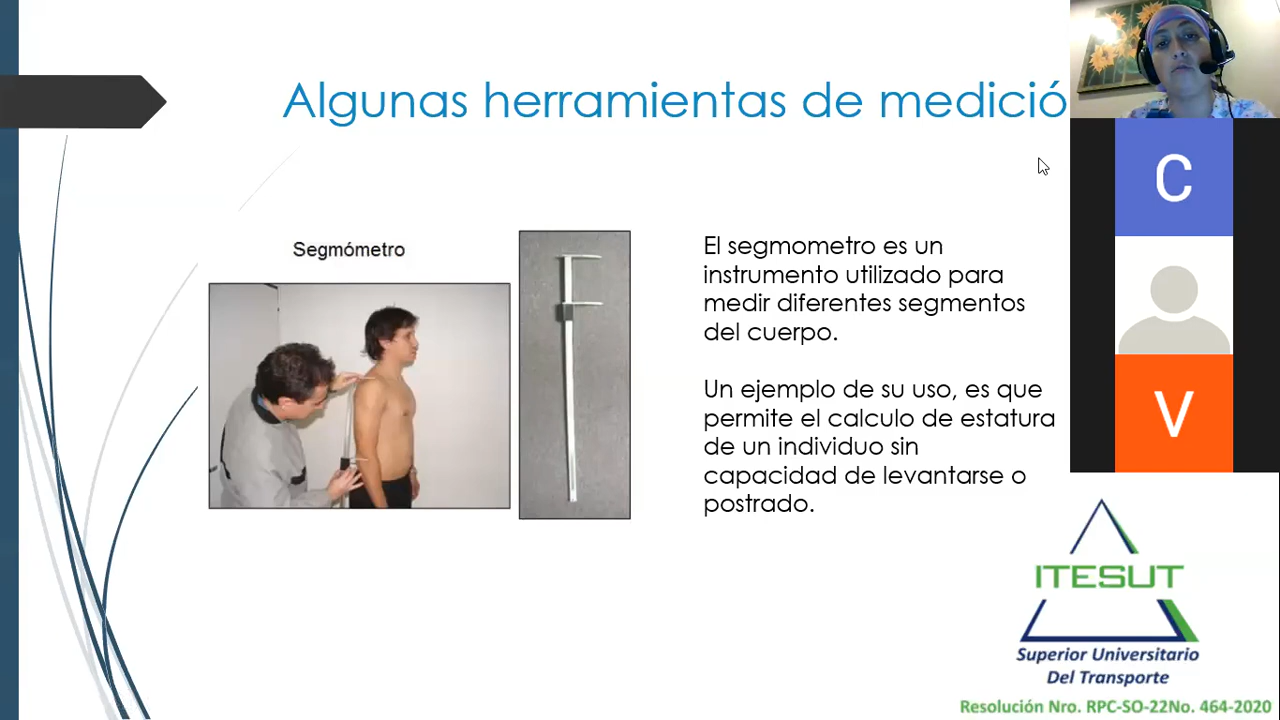 Algunas herramientas de medició
C
Segmómetro
El segmometro es un
instrumento utilizado para
medir diferentes segmentos
del cuerpo.
Un ejemplo de su uso, es que
permite el calculo de estatura
de un individuo sin
capacidad de levantarse o
postrado.
V
ITESUT
Superior Universitario
Del Transporte
Resolución Nro. RPC-SO-22No. 464-2020